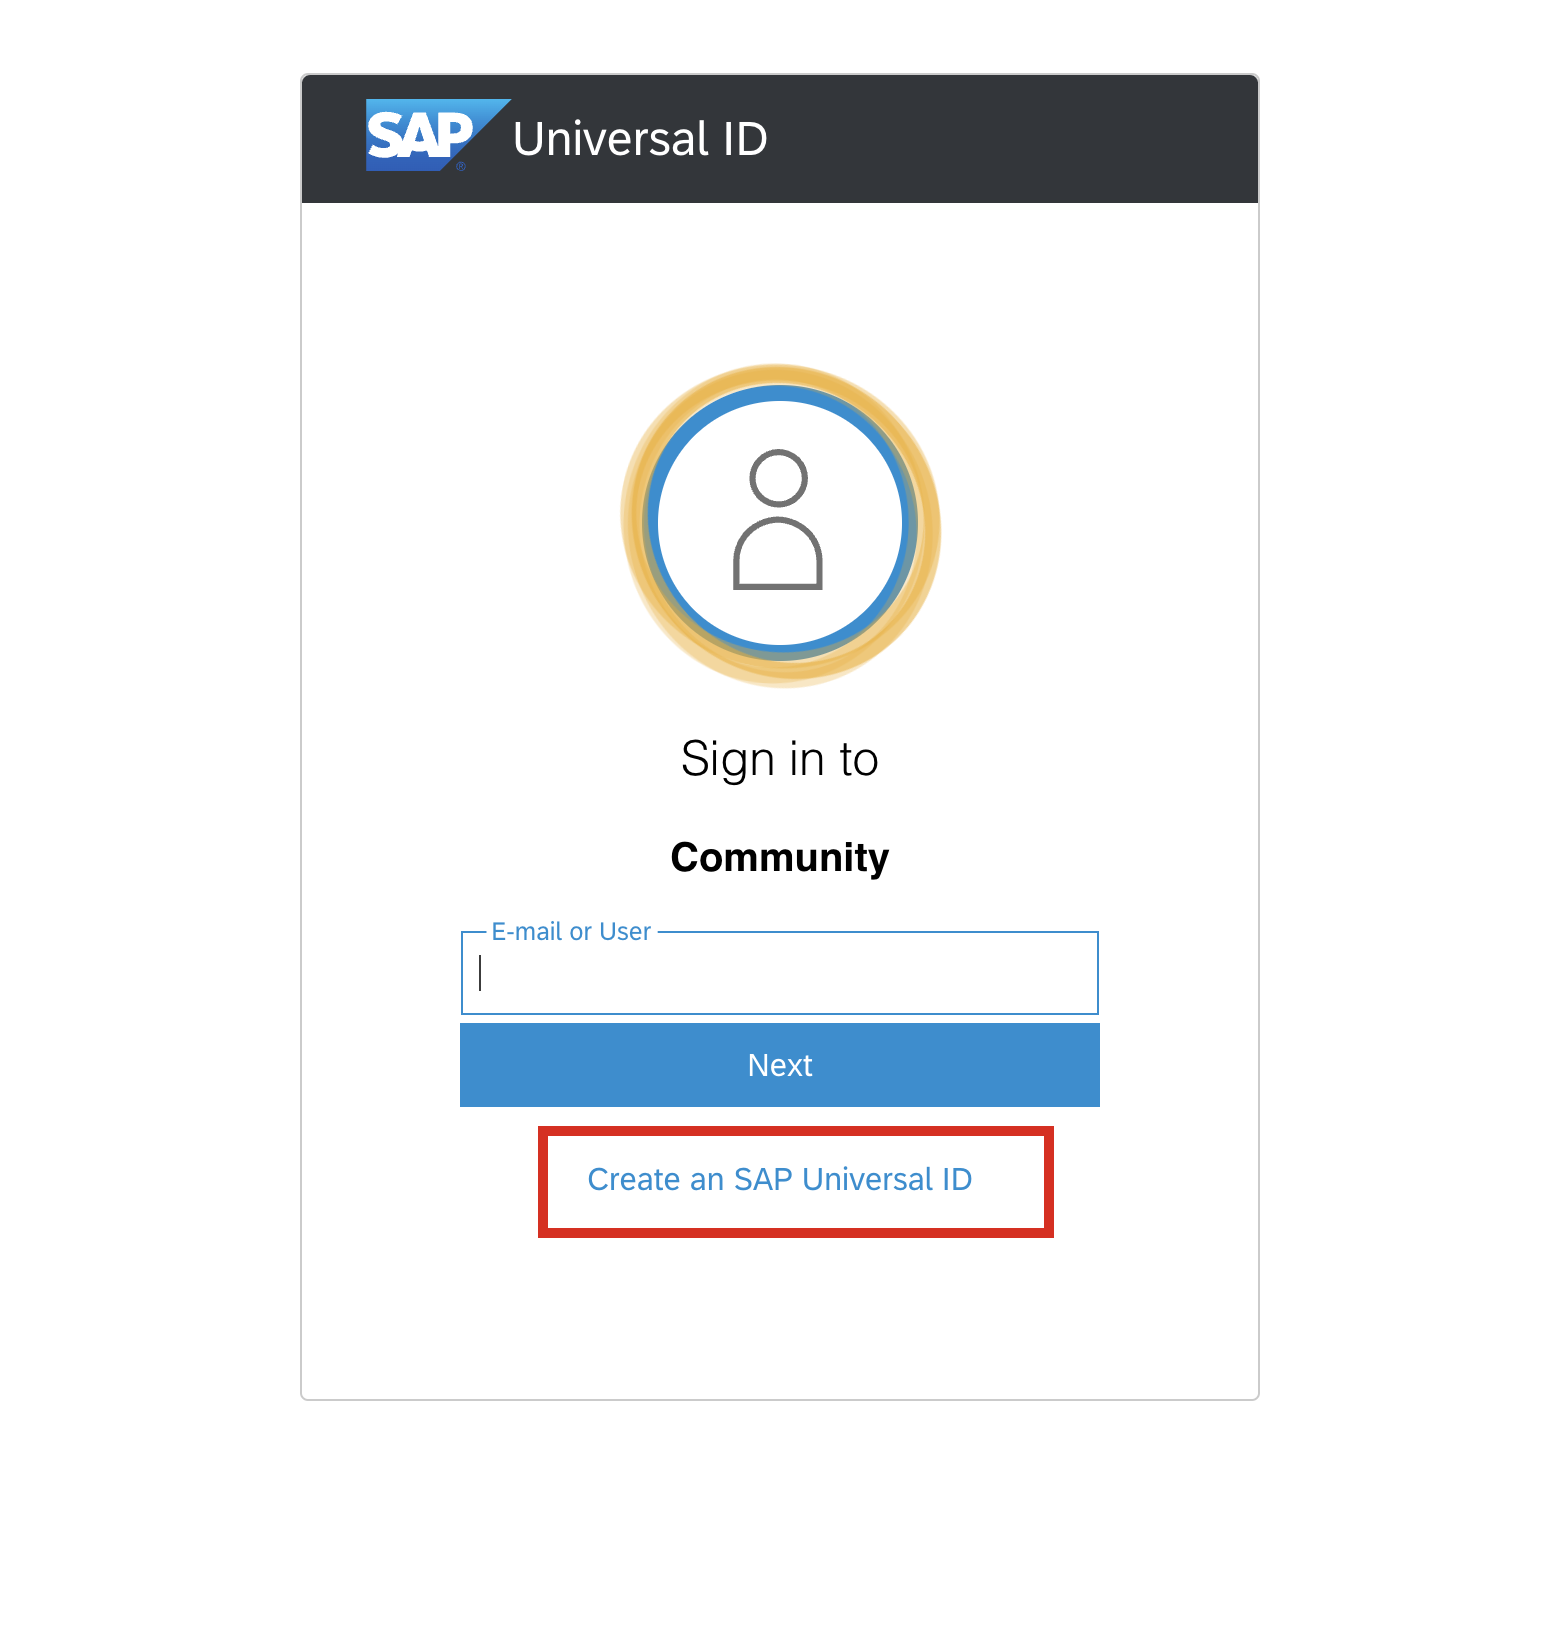 SAP® Universal ID
Sign in to
Community
E-mail or User
Next
Create an SAP Universal ID